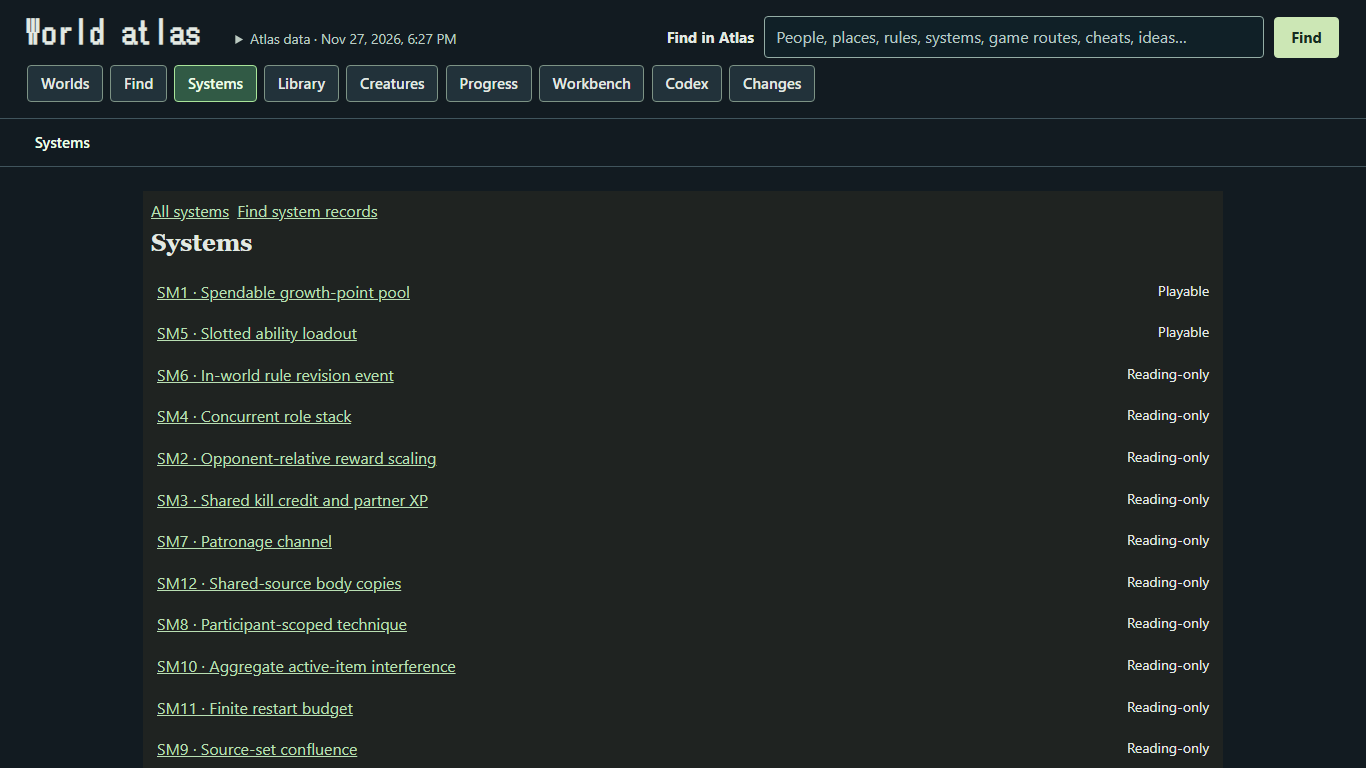 World atlas
▶ Atlas data · Nov 27, 2026, 6:27 PM
Find in Atlas
People, places, rules, systems, game routes, cheats, ideas...
Find
Worlds
Find
Systems
Library
Creatures
Progress
Workbench
Codex
Changes
Systems
All systems Find system records
Systems
SM1 · Spendable growth-point pool Playable
SM5 · Slotted ability loadout Playable
SM6 · In-world rule revision event Reading-only
SM4 · Concurrent role stack Reading-only
SM2 · Opponent-relative reward scaling Reading-only
SM3 · Shared kill credit and partner XP Reading-only
SM7 · Patronage channel Reading-only
SM12 · Shared-source body copies Reading-only
SM8 · Participant-scoped technique Reading-only
SM10 · Aggregate active-item interference Reading-only
SM11 · Finite restart budget Reading-only
SM9 · Source-set confluence Reading-only